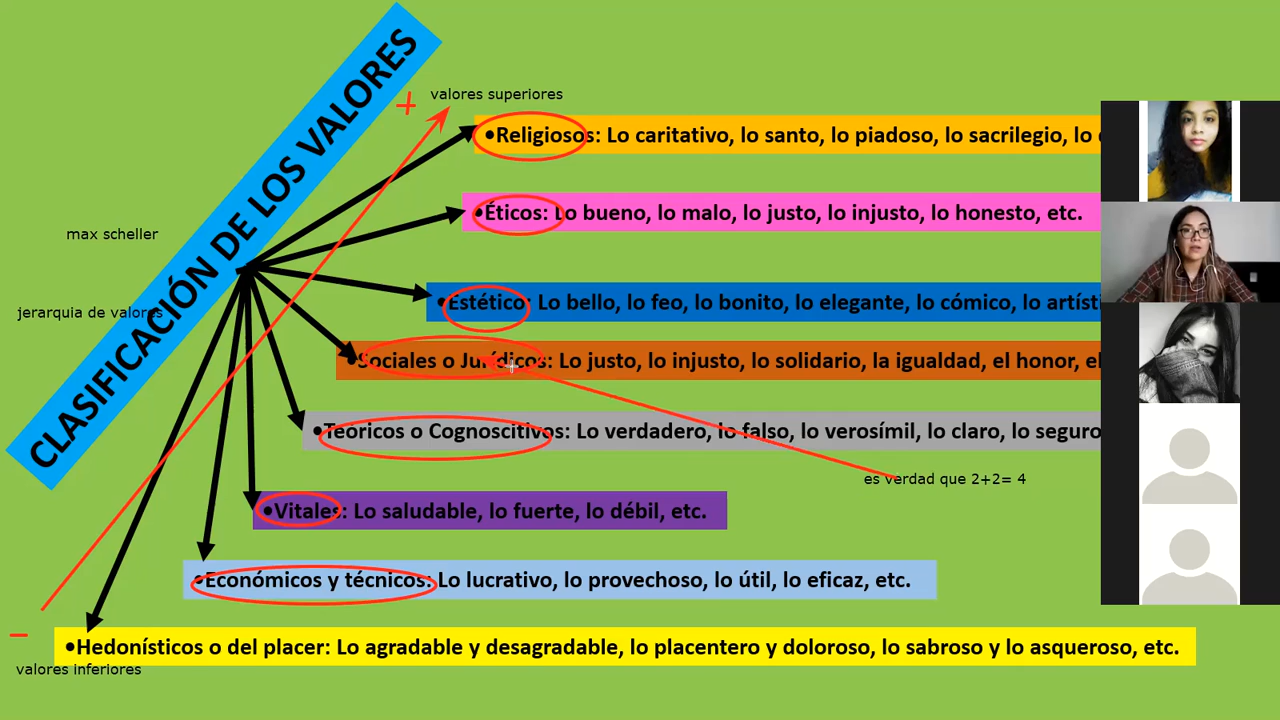 CLASIFICACIÓN DE LOS VALORES
+
valores superiores
•Religiosos: Lo caritativo, lo santo, lo piadoso, lo sacrilegio, lo
•Éticos: Lo bueno, lo malo, lo justo, lo injusto, lo honesto, etc.
max scheller
•Estético: Lo bello, lo feo, lo bonito, lo elegante, lo cómico, lo
jerarquia de valores
•Sociales o Jurídicos: Lo justo, lo injusto, lo solidario, la igualdad, el honor,
•Teóricos o Cognoscitivos: Lo verdadero, lo falso, lo verosímil, lo claro, lo seguro
es verdad que 2+2= 4
•Vitales: Lo saludable, lo fuerte, lo débil, etc.
•Económicos y técnicos: Lo lucrativo, lo provechoso, lo útil, lo eficaz, etc.
−
•Hedonísticos o del placer: Lo agradable y desagradable, lo placentero y doloroso, lo sabroso y lo asqueroso, etc.
valores inferiores